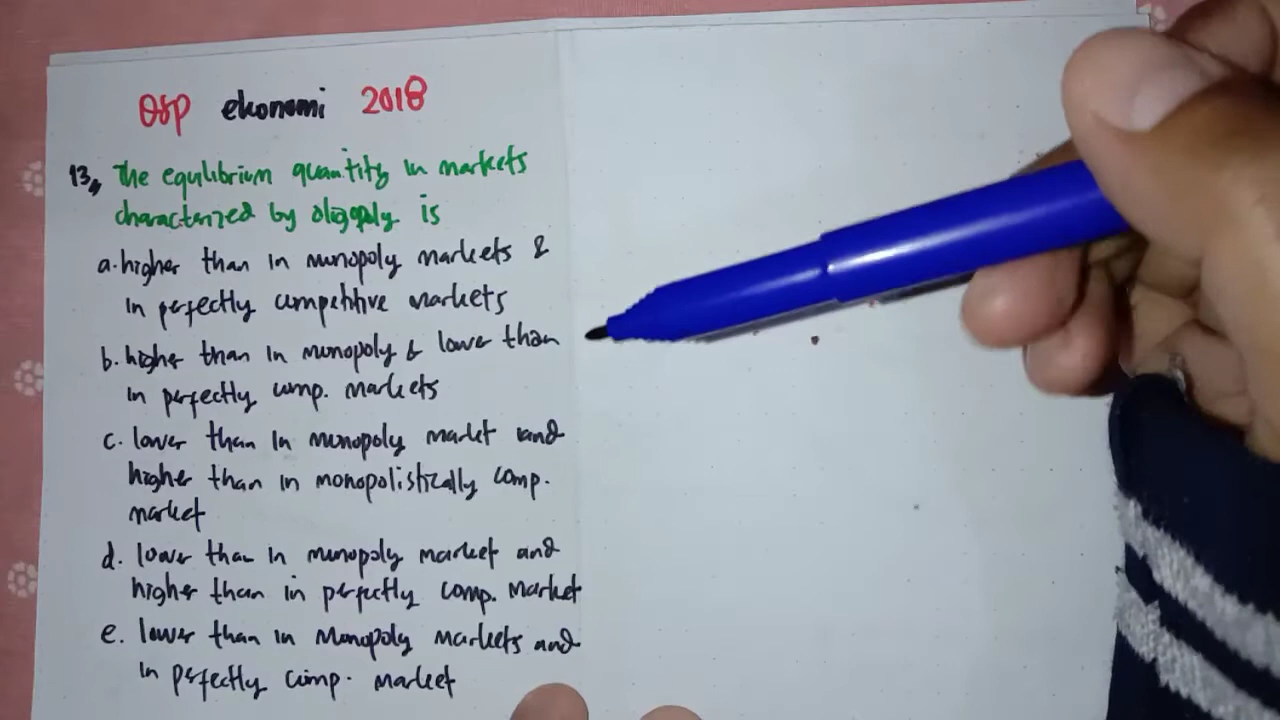 OSP ekonomi 2018
13, The equlibrium quantity in markets
characterized by oligopoly is
a. higher than in monopoly markets &
in perfectly competitive markets
b. higher than in monopoly & lower than
in perfectly comp. markets
c. lower than in monopoly market and
higher than in monopolistically comp.
market
d. lower than in monopoly market and
higher than in perfectly comp. market
e. lower than in monopoly markets and
in perfectly comp. market